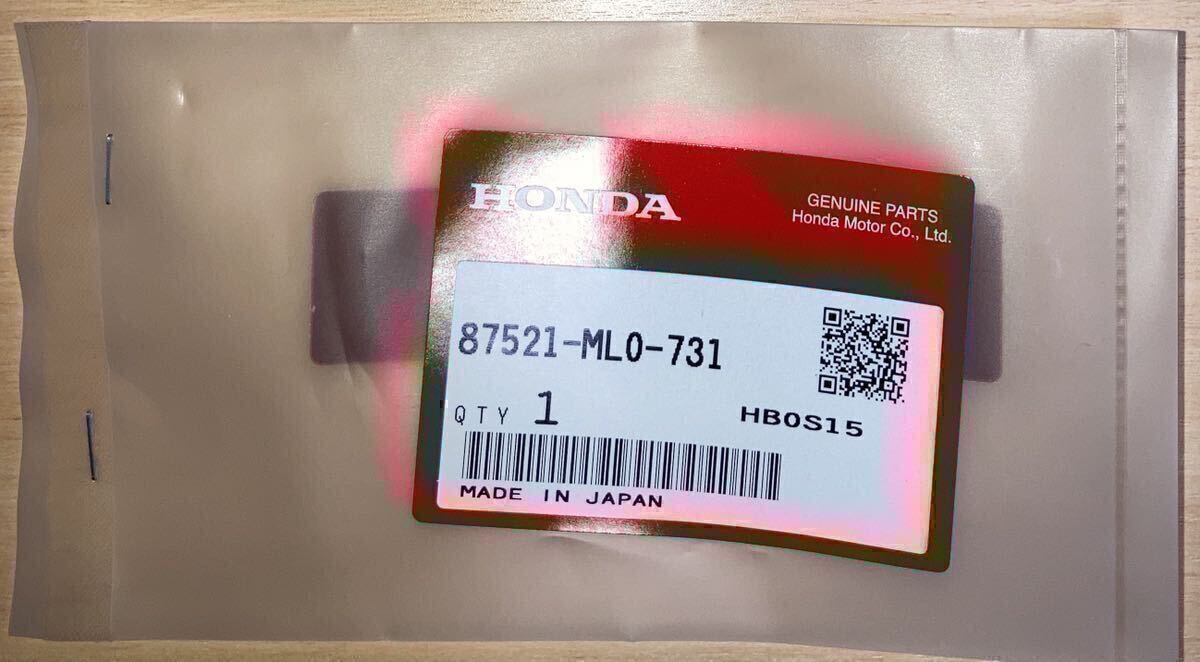 HONDA
GENUINE PARTS
Honda Motor Co., Ltd.
87521-ML0-731
QTY 1
HB0S15
MADE IN JAPAN